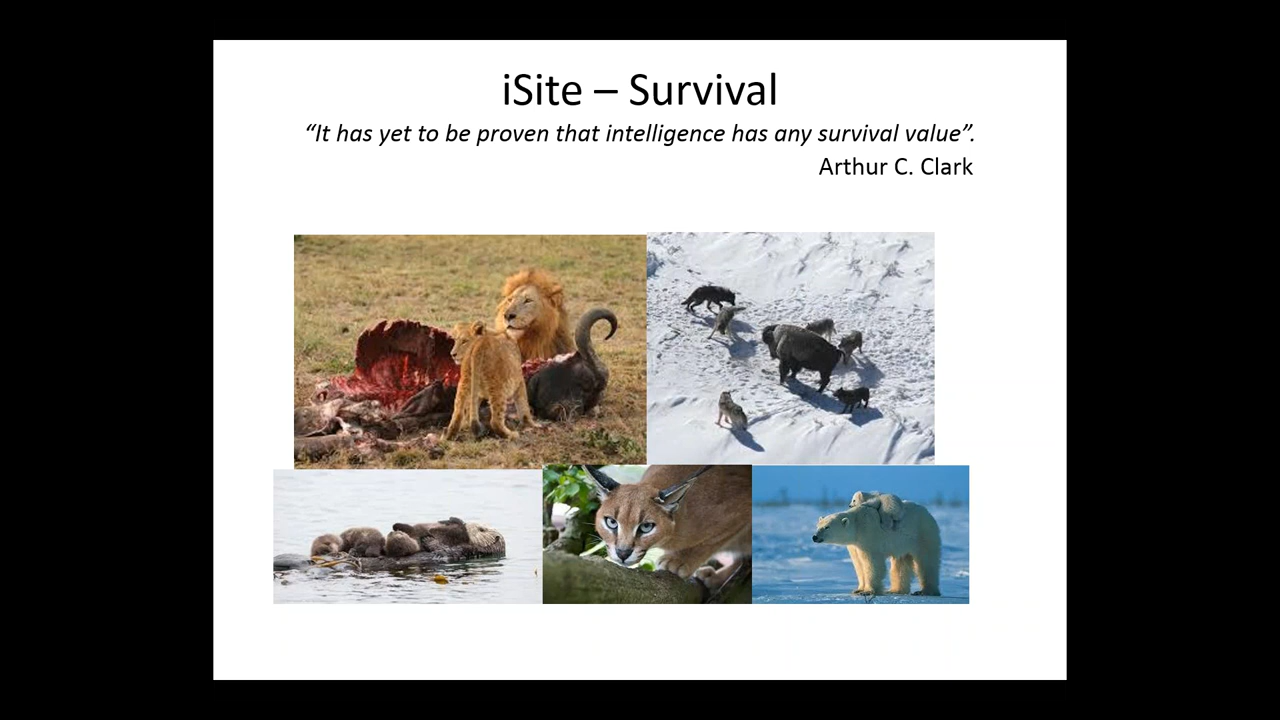 iSite – Survival
“It has yet to be proven that intelligence has any survival value”.
Arthur C. Clark